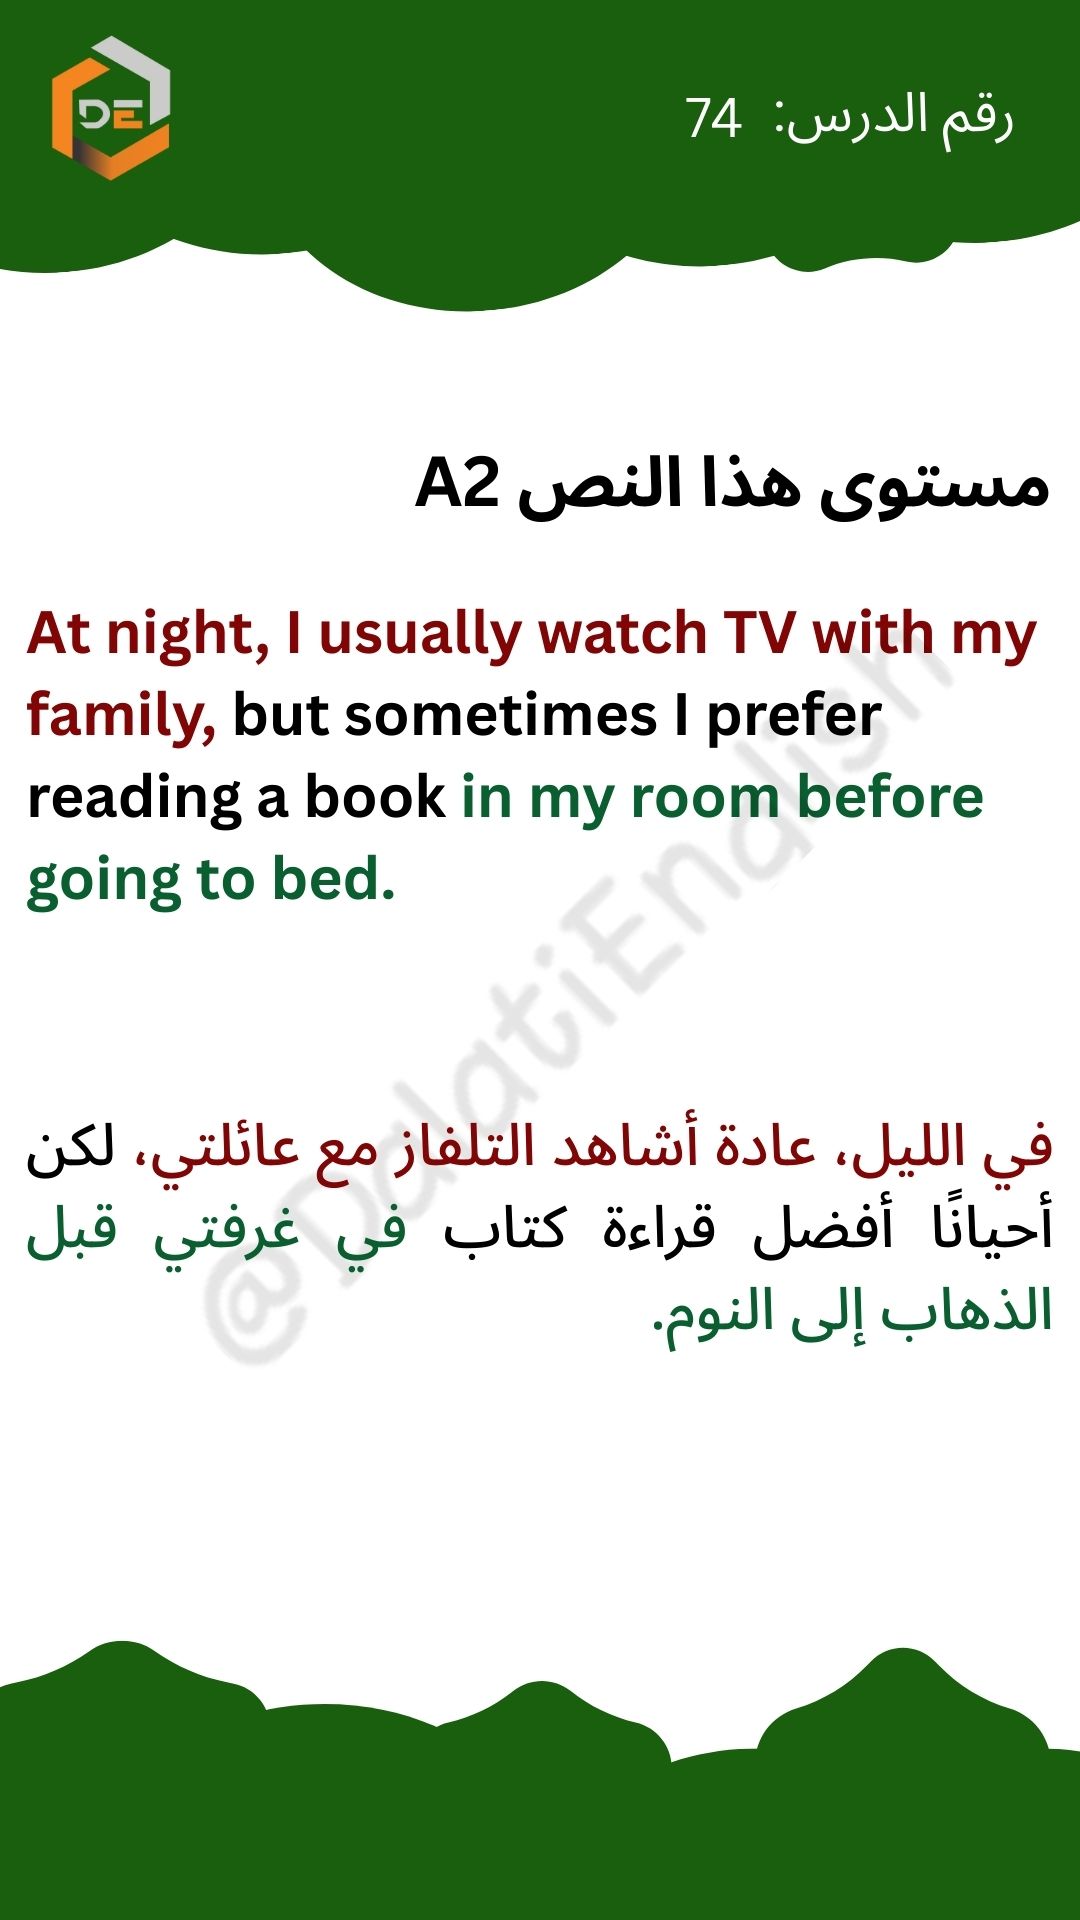 DE
رقم الدرس: 74
مستوى هذا النص A2
At night, I usually watch TV with my
family, but sometimes I prefer
reading a book in my room before
going to bed.
@DalatiEnglish
في الليل، عادة أشاهد التلفاز مع عائلتي، لكن
أحيانًا أفضل قراءة كتاب في غرفتي قبل
الذهاب إلى النوم.